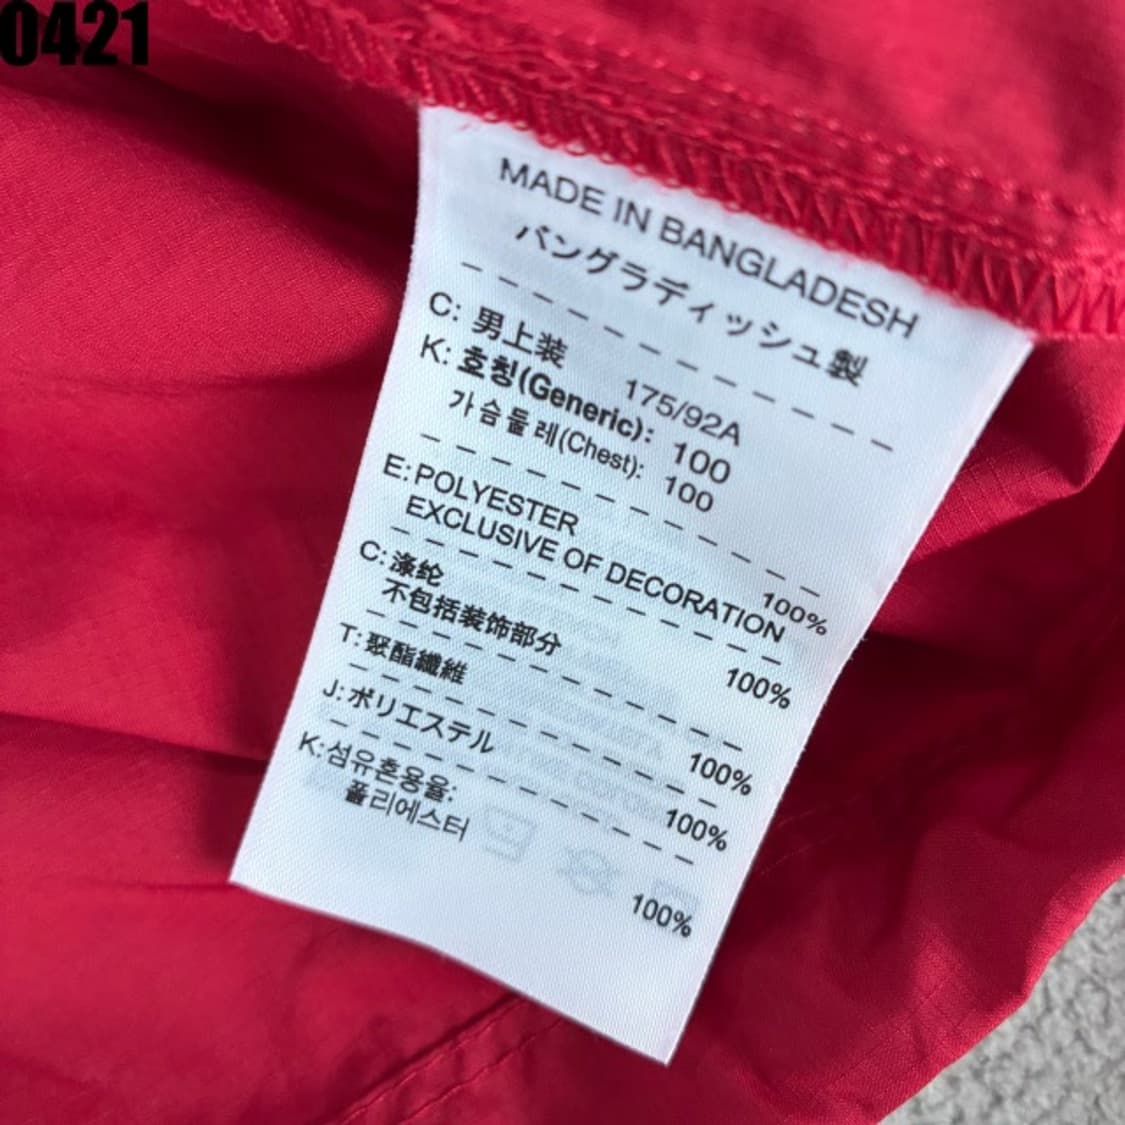 0421
MADE IN BANGLADESH
バングラディッシュ製
C: 男上装 175/92A
K: 호칭(Generic): 100
가슴둘레(Chest): 100
E: POLYESTER 100%
EXCLUSIVE OF DECORATION
C: 涤纶 100%
不包括装饰部分
T: 聚酯纖維 100%
J: ポリエステル 100%
K: 섬유혼용율:
폴리에스터 100%